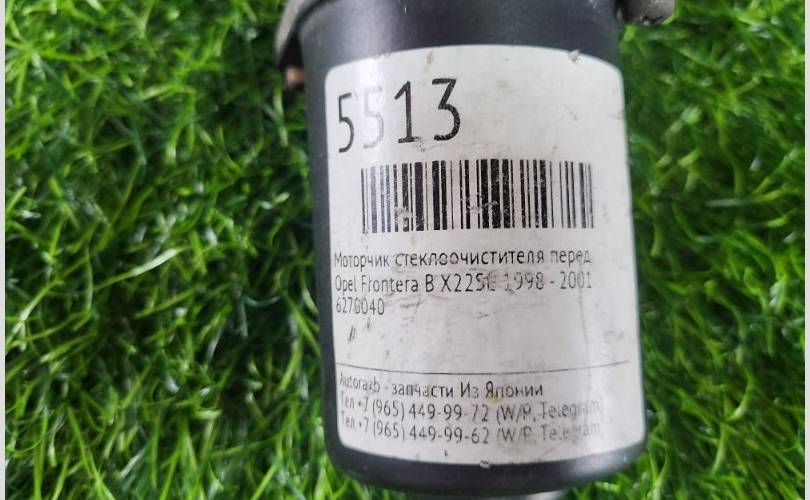 5513
Моторчик стеклоочистителя перед
Opel Frontera B X22SE 1998 - 2001
6270040
Autorazb - запчасти Из Японии
Тел +7 (965) 449-99-72 (W/P, Telegram)
Тел +7 (965) 449-99-62 (W/P, Telegram)